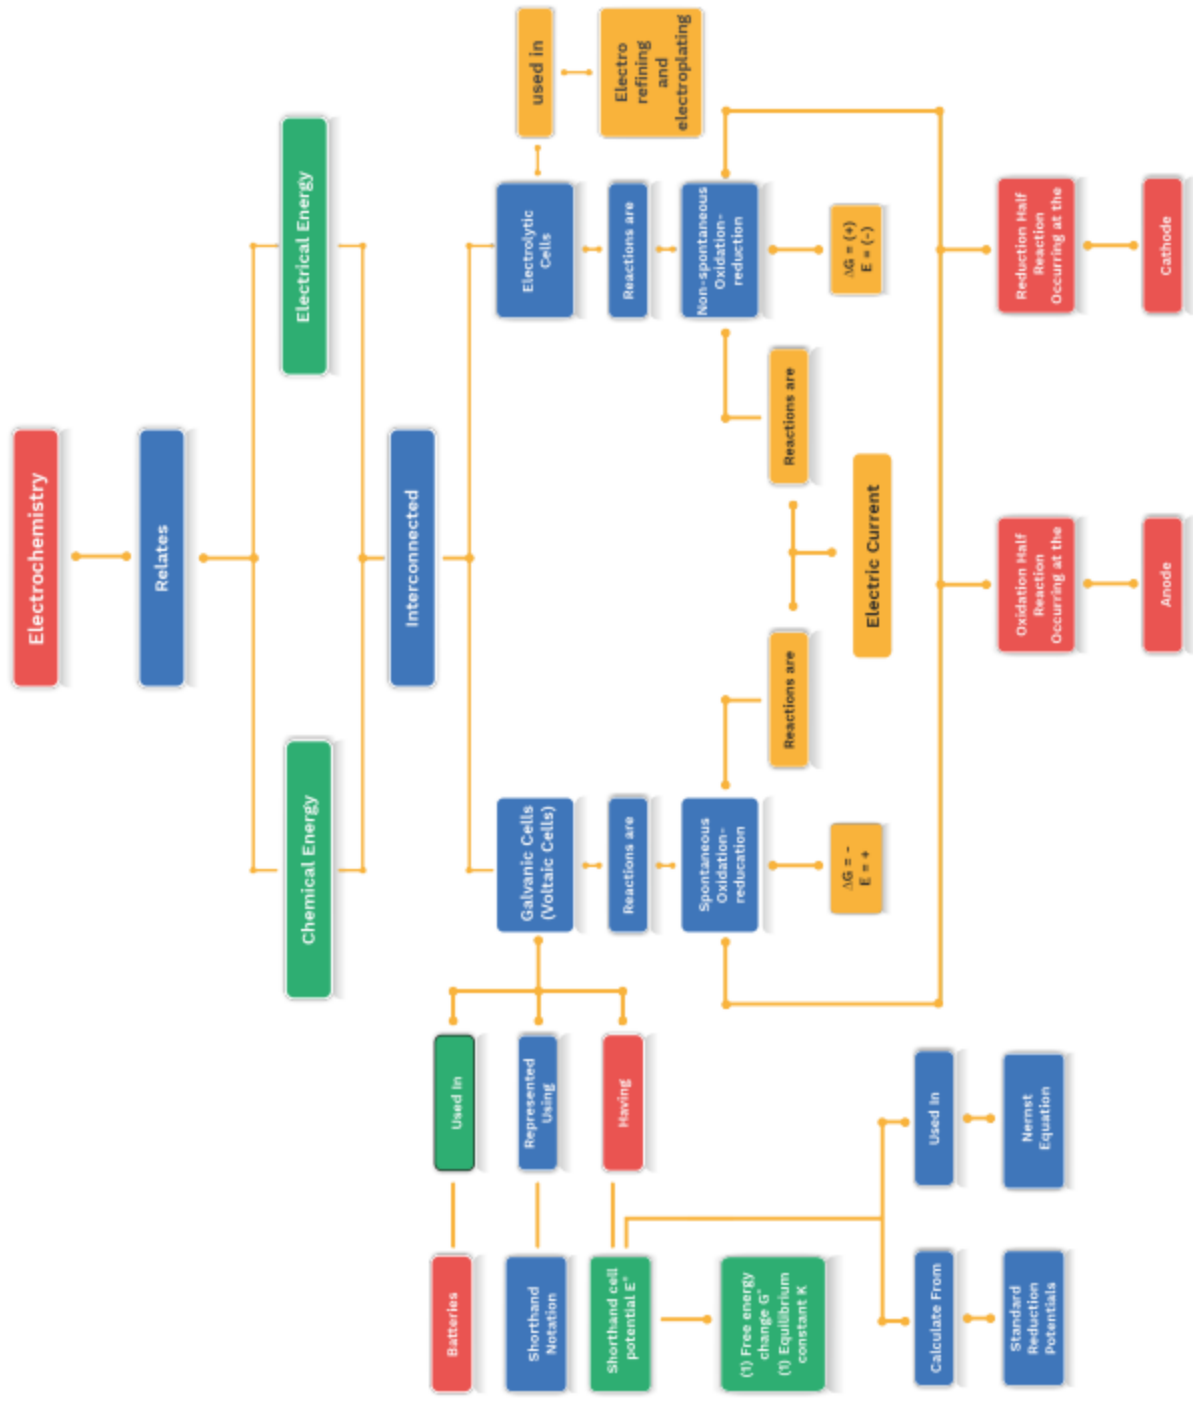 Electrochemistry
Relates
Chemical Energy
Electrical Energy
Interconnected
Galvanic Cells
(Voltaic Cells)
Electrolytic
Cells
used in
Electro
refining
and
electroplating
Batteries
Used In
Shorthand
Notation
Represented
Using
Shorthand cell
potential E°
Having
Reactions are
Reactions are
Spontaneous
Oxidation-
reducation
Non-spontaneous
Oxidation-
reduction
Reactions are
Reactions are
(1) Free energy
change G°
(1) Equilibrium
constant K
ΔG = -
E = +
Electric Current
ΔG = (+)
E = (-)
Calculate From
Used In
Standard
Reduction
Potentials
Nernst
Equation
Oxidation Half
Reaction
Occurring at the
Reduction Half
Reaction
Occurring at the
Anode
Cathode